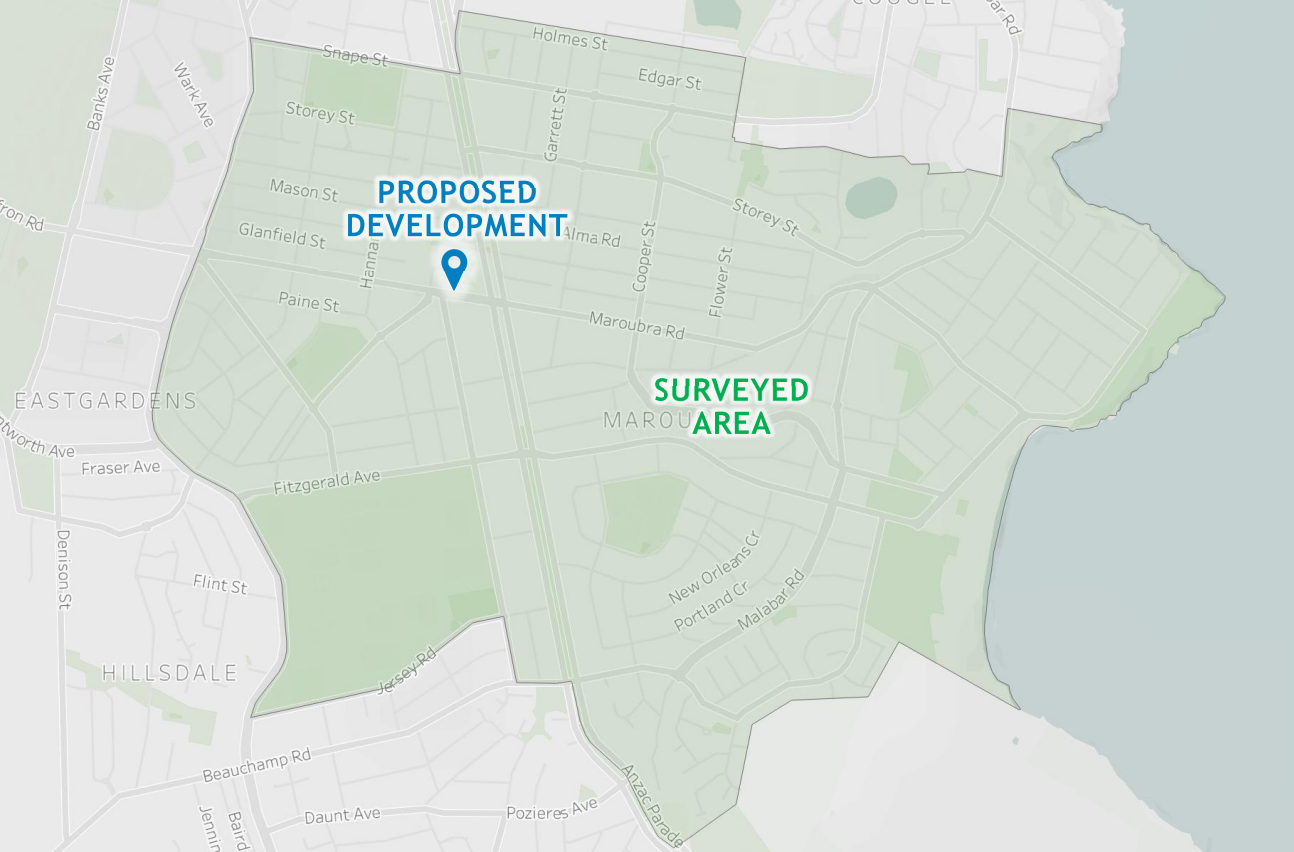 COOGEE
Holmes St
Snape St
Edgar St
Banks Ave
Wark Ave
Storey St
Garrett St
Mason St
PROPOSED
DEVELOPMENT
Storey St
Glanfield St
Alma Rd
Cooper St
Flower St
Paine St
Maroubra Rd
SURVEYED
AREA
EASTGARDENS
Fraser Ave
Fitzgerald Ave
Denison St
New Orleans Cr
Flint St
Portland Cr
Malabar Rd
HILLSDALE
Jersey Rd
Beauchamp Rd
Anzac Parade
Daunt Ave
Pozieres Ave